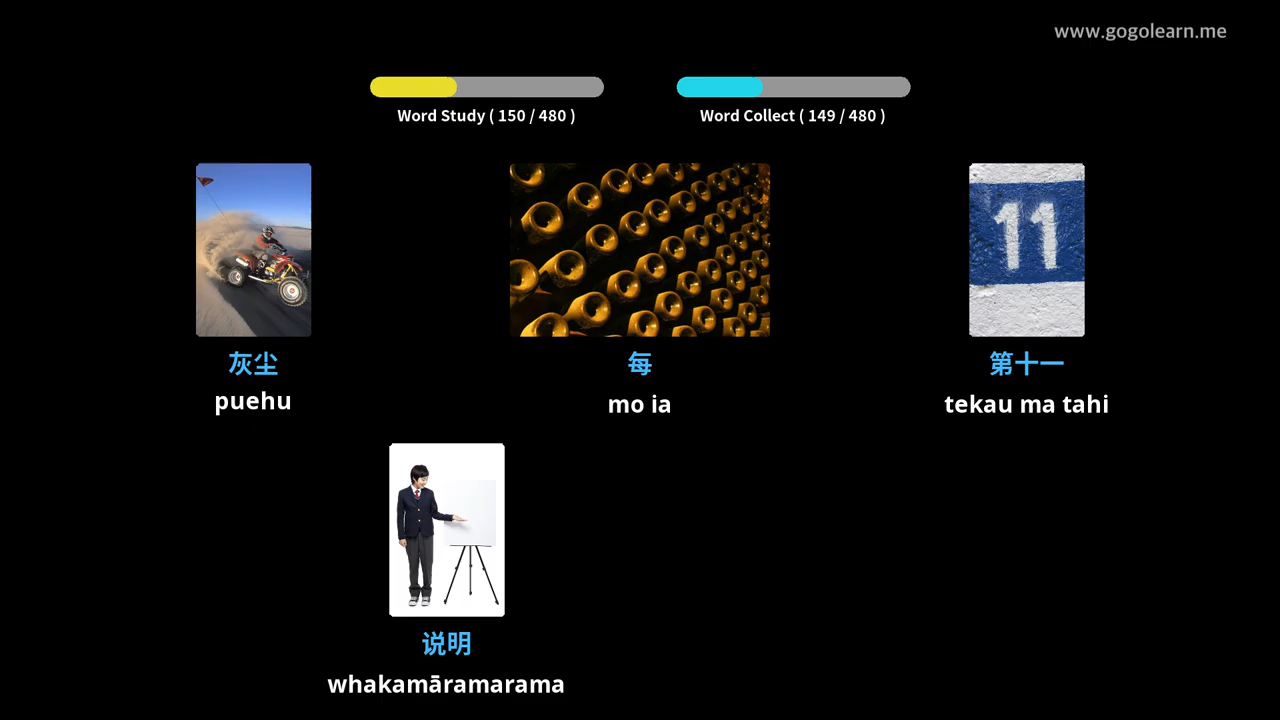 www.gogolearn.me
Word Study ( 150 / 480 )
Word Collect ( 149 / 480 )
11
灰尘
每
第十一
puehu
mo ia
tekau ma tahi
说明
whakamāramarama